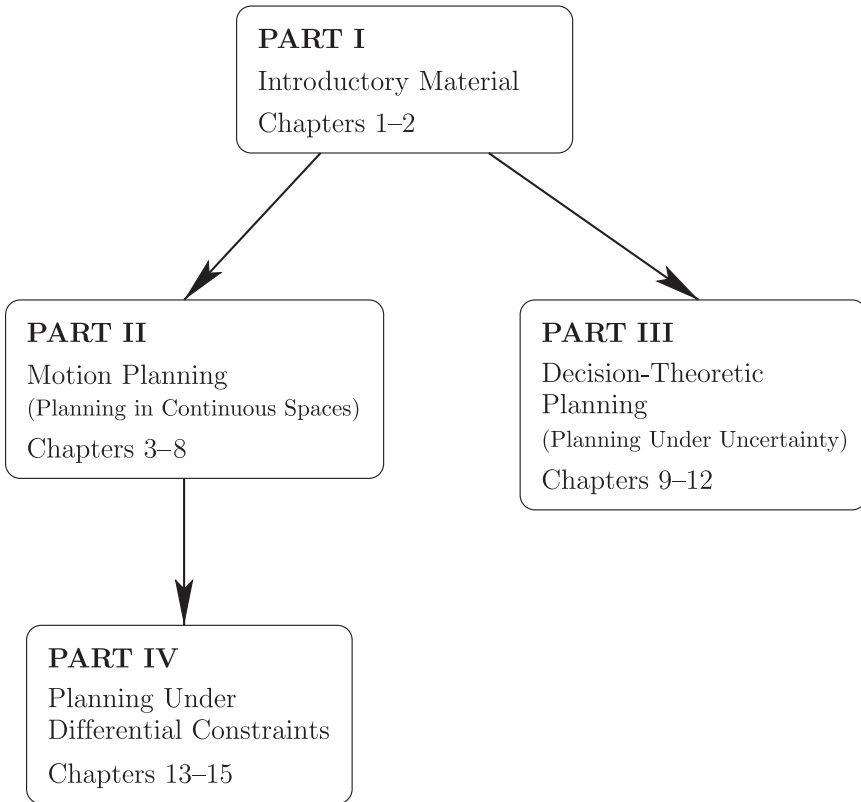 PART I
Introductory Material
Chapters 1–2
PART II
Motion Planning
(Planning in Continuous Spaces)
Chapters 3–8
PART III
Decision-Theoretic
Planning
(Planning Under Uncertainty)
Chapters 9–12
PART IV
Planning Under
Differential Constraints
Chapters 13–15